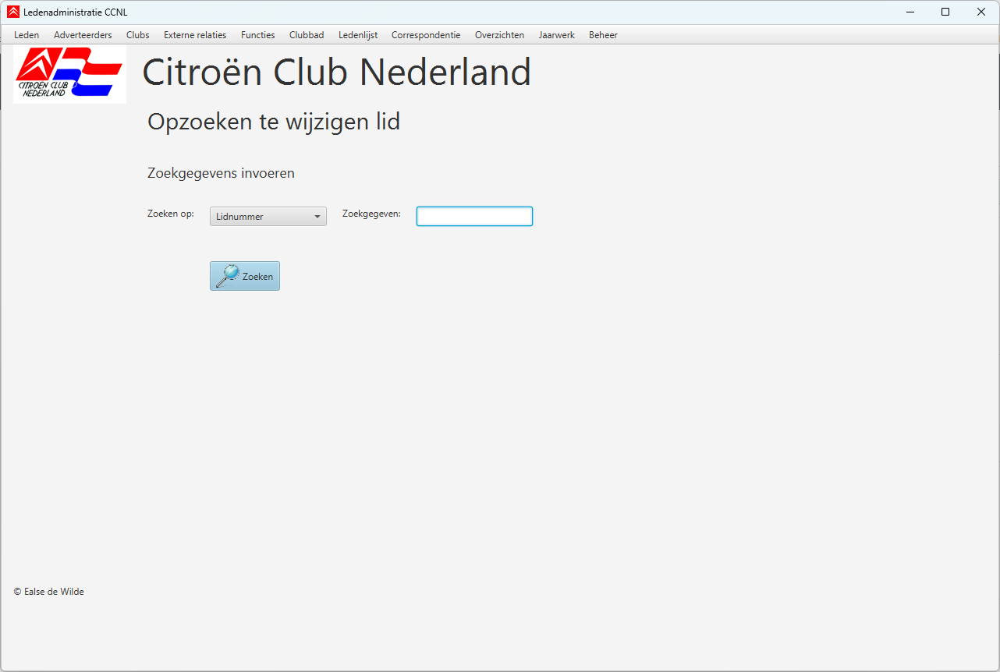 Ledenadministratie CCNL
Leden Adverteerders Clubs Externe relaties Functies Clubbad Ledenlijst Correspondentie Overzichten Jaarwerk Beheer
CITROEN CLUB
NEDERLAND
Citroën Club Nederland
Opzoeken te wijzigen lid
Zoekgegevens invoeren
Zoeken op: Lidnummer Zoekgegeven:
Zoeken
© Ealse de Wilde